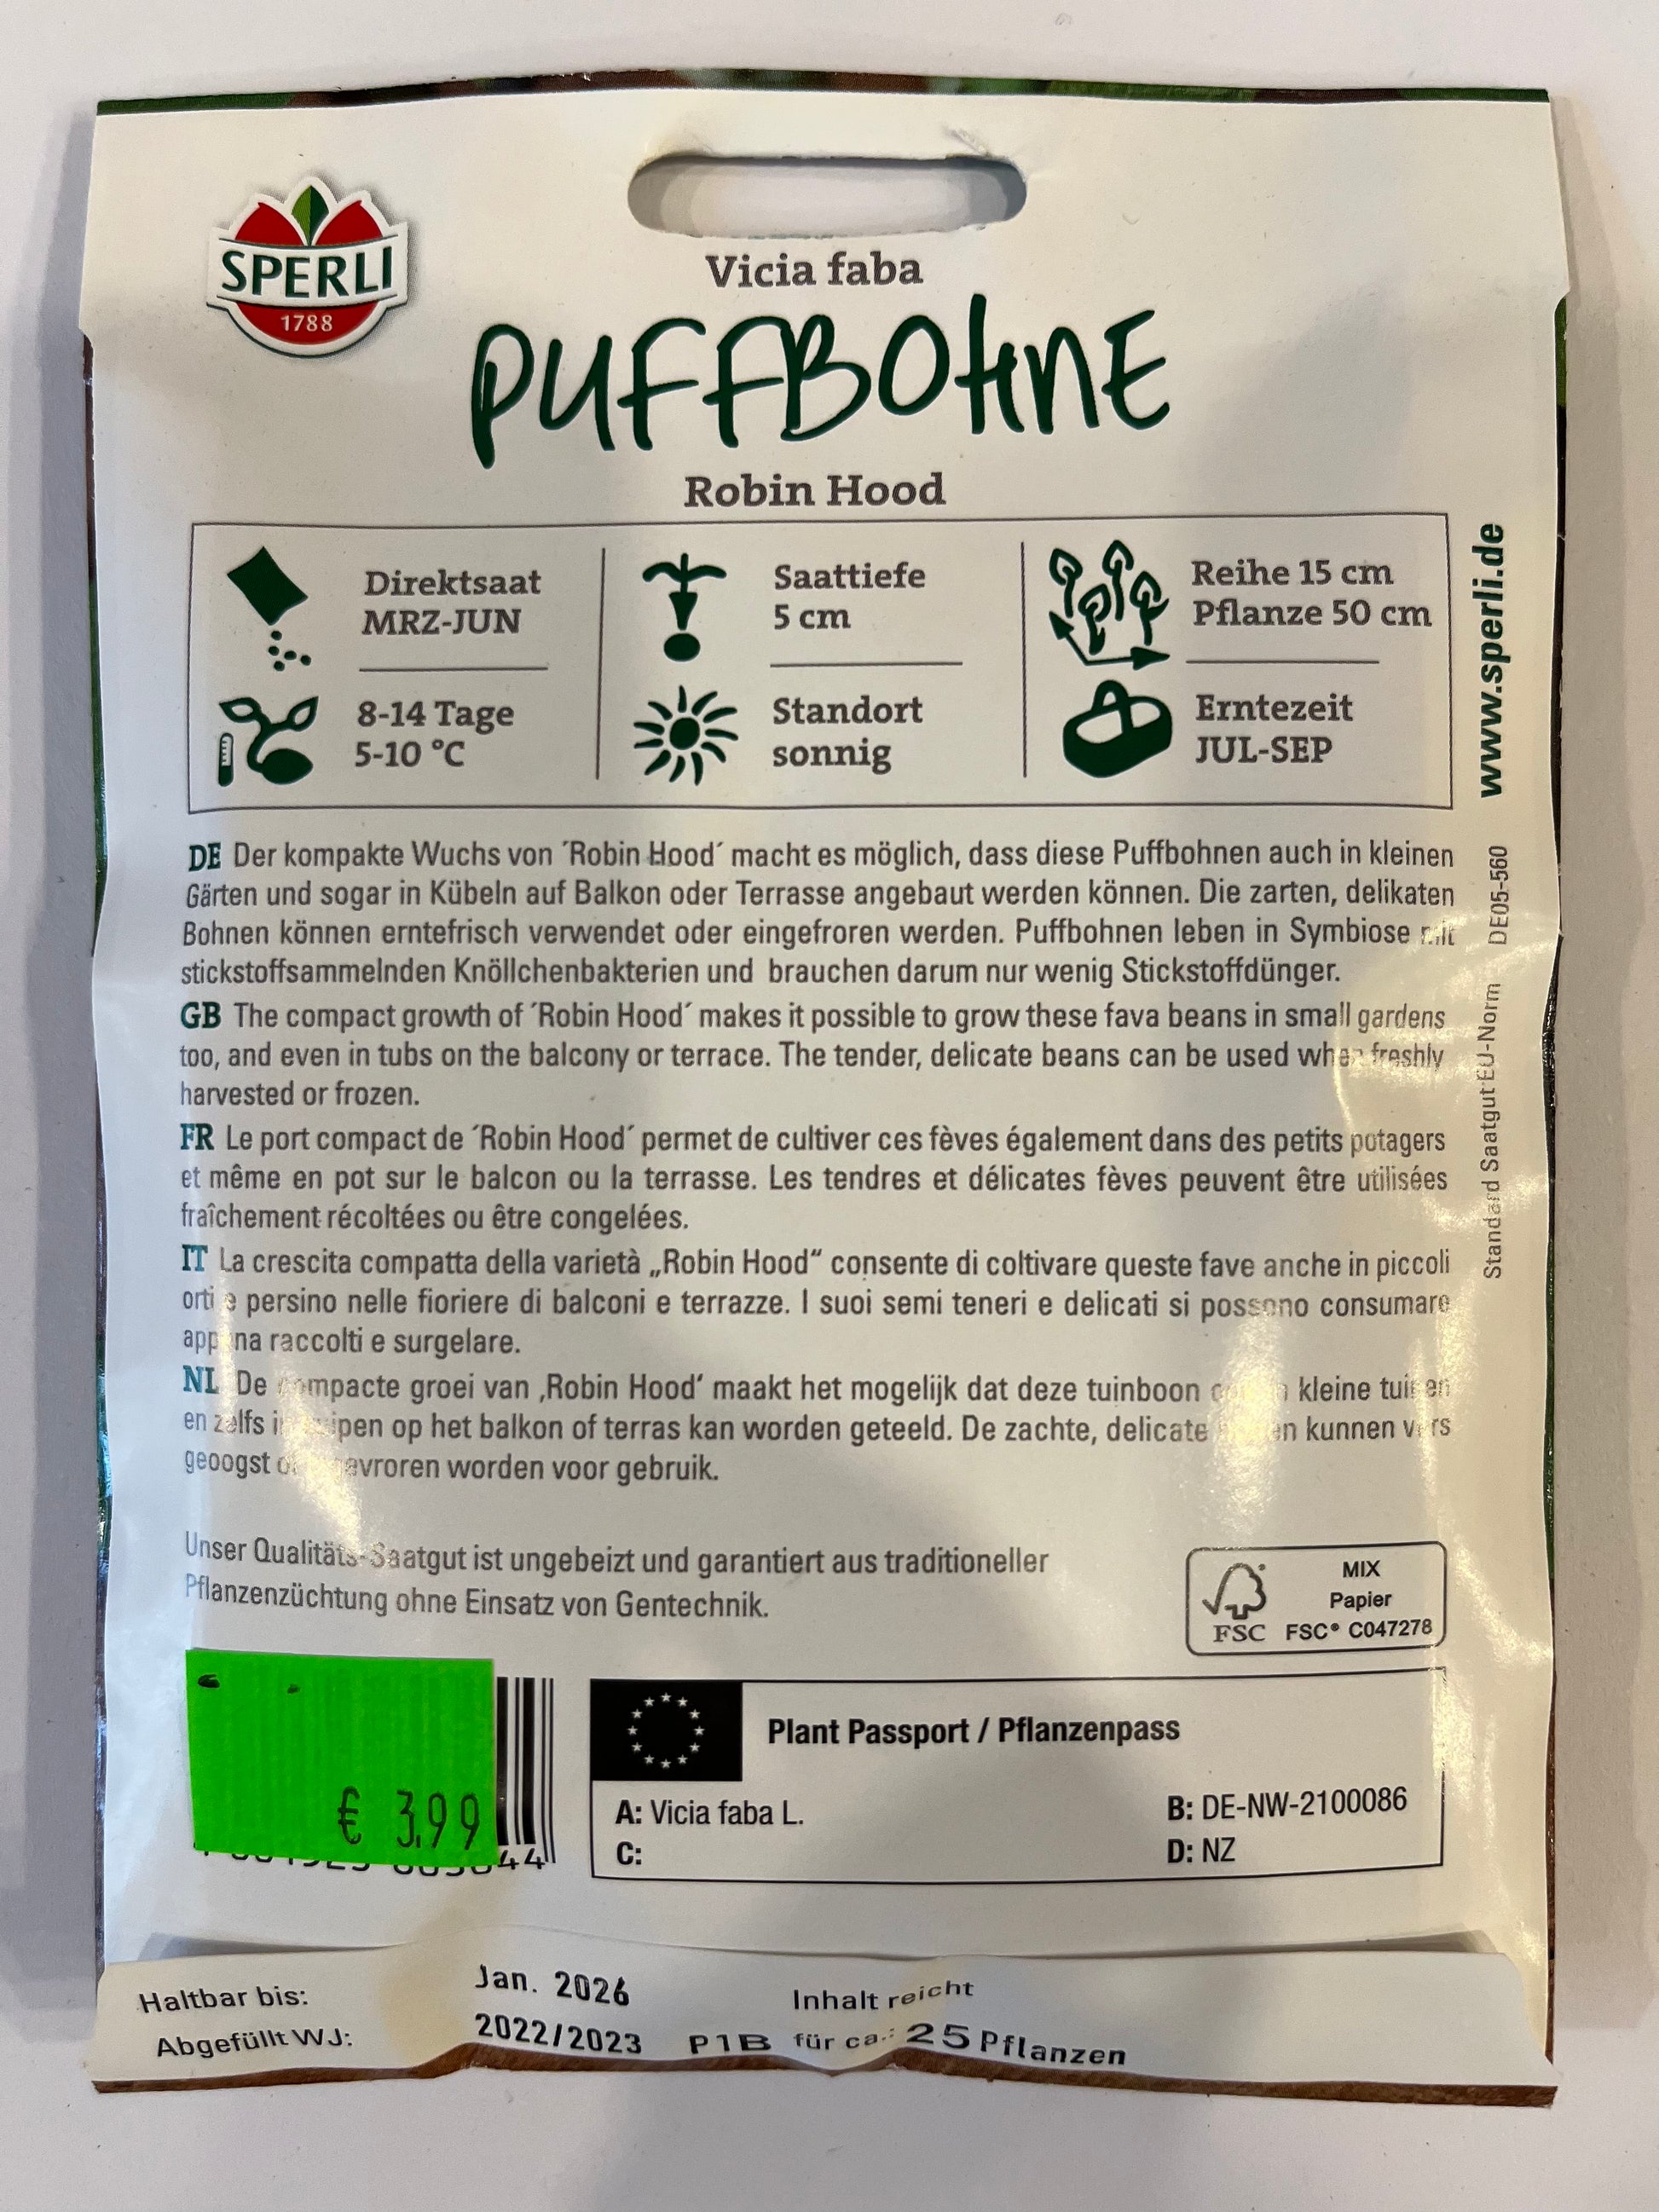 SPERLI
1788
Vicia faba
PUFFBOHNE
Robin Hood
Direktsaat
MRZ-JUN
8-14 Tage
5-10 °C
Saattiefe
5 cm
Standort
sonnig
Reihe 15 cm
Pflanze 50 cm
Erntezeit
JUL-SEP
www.sperli.de
Standard Saatgut EU-Norm DE05-560
DE Der kompakte Wuchs von ´Robin Hood´ macht es möglich, dass diese Puffbohnen auch in kleinen
Gärten und sogar in Kübeln auf Balkon oder Terrasse angebaut werden können. Die zarten, delikaten
Bohnen können erntefrisch verwendet oder eingefroren werden. Puffbohnen leben in Symbiose mit
stickstoffsammelnden Knöllchenbakterien und brauchen darum nur wenig Stickstoffdünger.
GB The compact growth of ´Robin Hood´ makes it possible to grow these fava beans in small gardens
too, and even in tubs on the balcony or terrace. The tender, delicate beans can be used when freshly
harvested or frozen.
FR Le port compact de ´Robin Hood´ permet de cultiver ces fèves également dans des petits potagers
et même en pot sur le balcon ou la terrasse. Les tendres et délicates fèves peuvent être utilisées
fraîchement récoltées ou être congelées.
IT La crescita compatta della varietà „Robin Hood“ consente di coltivare queste fave anche in piccoli
orti e persino nelle fioriere di balconi e terrazze. I suoi semi teneri e delicati si possono consumare
appena raccolti e surgelare.
NL De compacte groei van ‚Robin Hood‘ maakt het mogelijk dat deze tuinboon kleine tuinen
en zelfs op het balkon of terras kan worden geteeld. De zachte, delicate kunnen vers
geoogst worden voor gebruik.
Unser Qualitäts-Saatgut ist ungebeizt und garantiert aus traditioneller
Pflanzenzüchtung ohne Einsatz von Gentechnik.
FSC
MIX
Papier
FSC® C047278
€ 3,99
44
Plant Passport / Pflanzenpass
A: Vicia faba L.
B: DE-NW-2100086
C:
D: NZ
Haltbar bis: Jan. 2026 Inhalt reicht
Abgefüllt WJ: 2022/2023 P1B für ca.: 25 Pflanzen